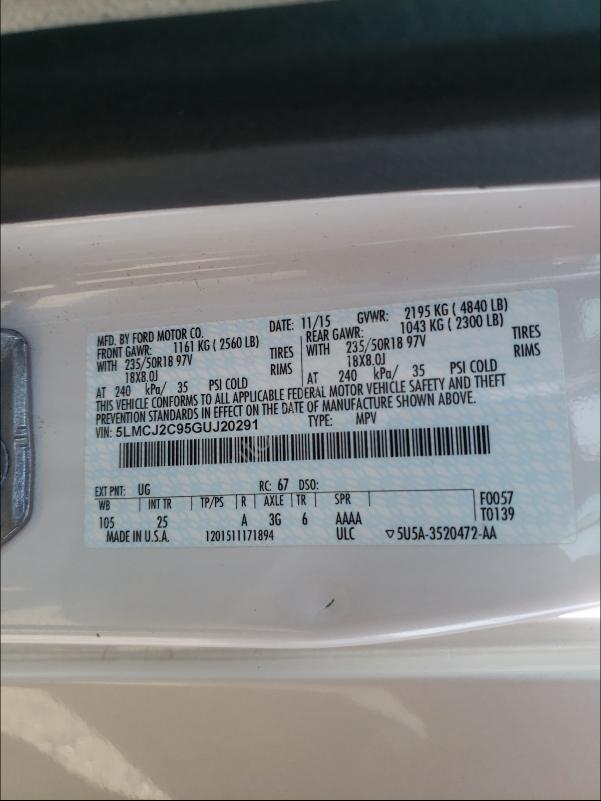 MFD. BY FORD MOTOR CO. DATE: 11/15 GVWR: 2195 KG ( 4840 LB)
FRONT GAWR: 1161 KG ( 2560 LB) REAR GAWR: 1043 KG ( 2300 LB)
WITH 235/50R18 97V TIRES WITH 235/50R18 97V TIRES
18X8.0J RIMS 18X8.0J RIMS
AT 240 kPa/ 35 PSI COLD AT 240 kPa/ 35 PSI COLD
THIS VEHICLE CONFORMS TO ALL APPLICABLE FEDERAL MOTOR VEHICLE SAFETY AND THEFT
PREVENTION STANDARDS IN EFFECT ON THE DATE OF MANUFACTURE SHOWN ABOVE.
VIN: 5LMCJ2C95GUJ20291 TYPE: MPV
EXT PNT: UG RC: 67 DSO:
WB INT TR TP/PS R AXLE TR SPR F0057
105 25 A 3G 6 AAAA T0139
MADE IN U.S.A. 1201511171894 ULC ▽5U5A-3520472-AA